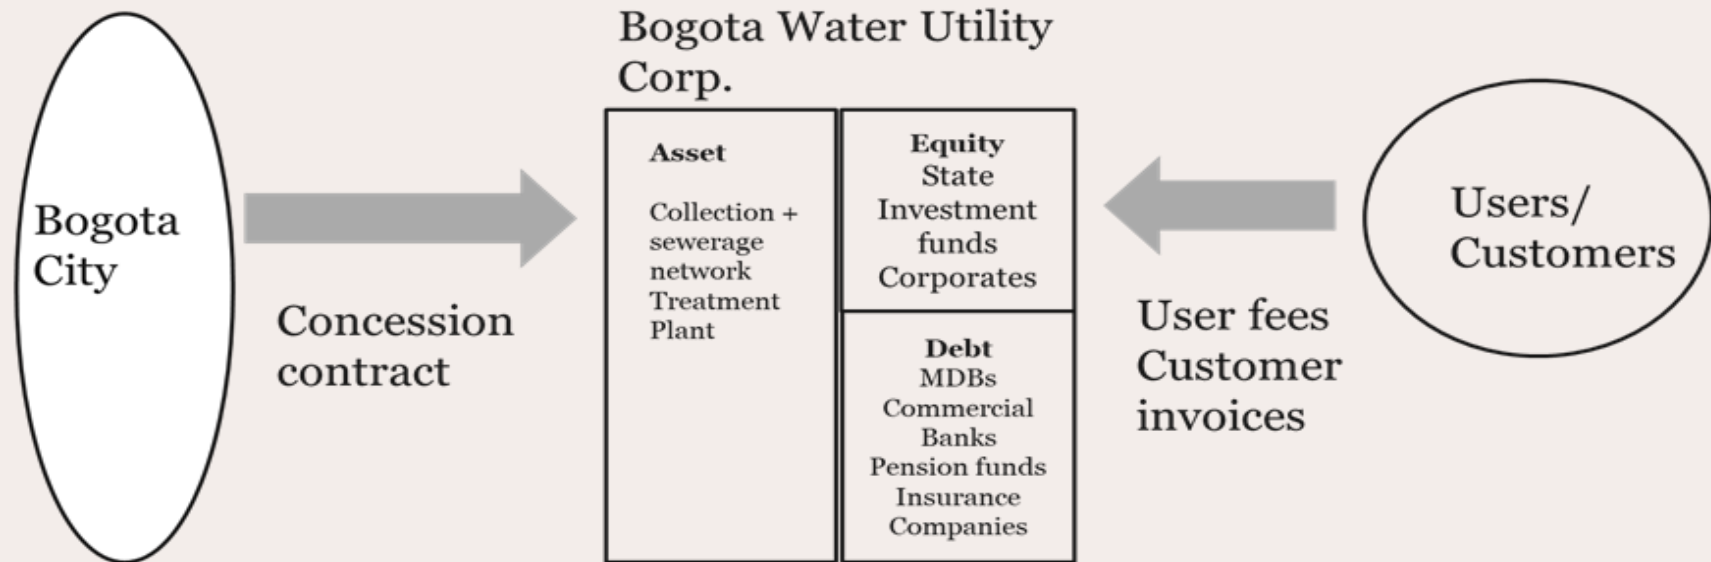 Bogota
City
Concession
contract
Bogota Water Utility
Corp.
Asset
Collection +
sewerage
network
Treatment
Plant
Equity
State
Investment
funds
Corporates
Debt
MDBs
Commercial
Banks
Pension funds
Insurance
Companies
User fees
Customer
invoices
Users/
Customers